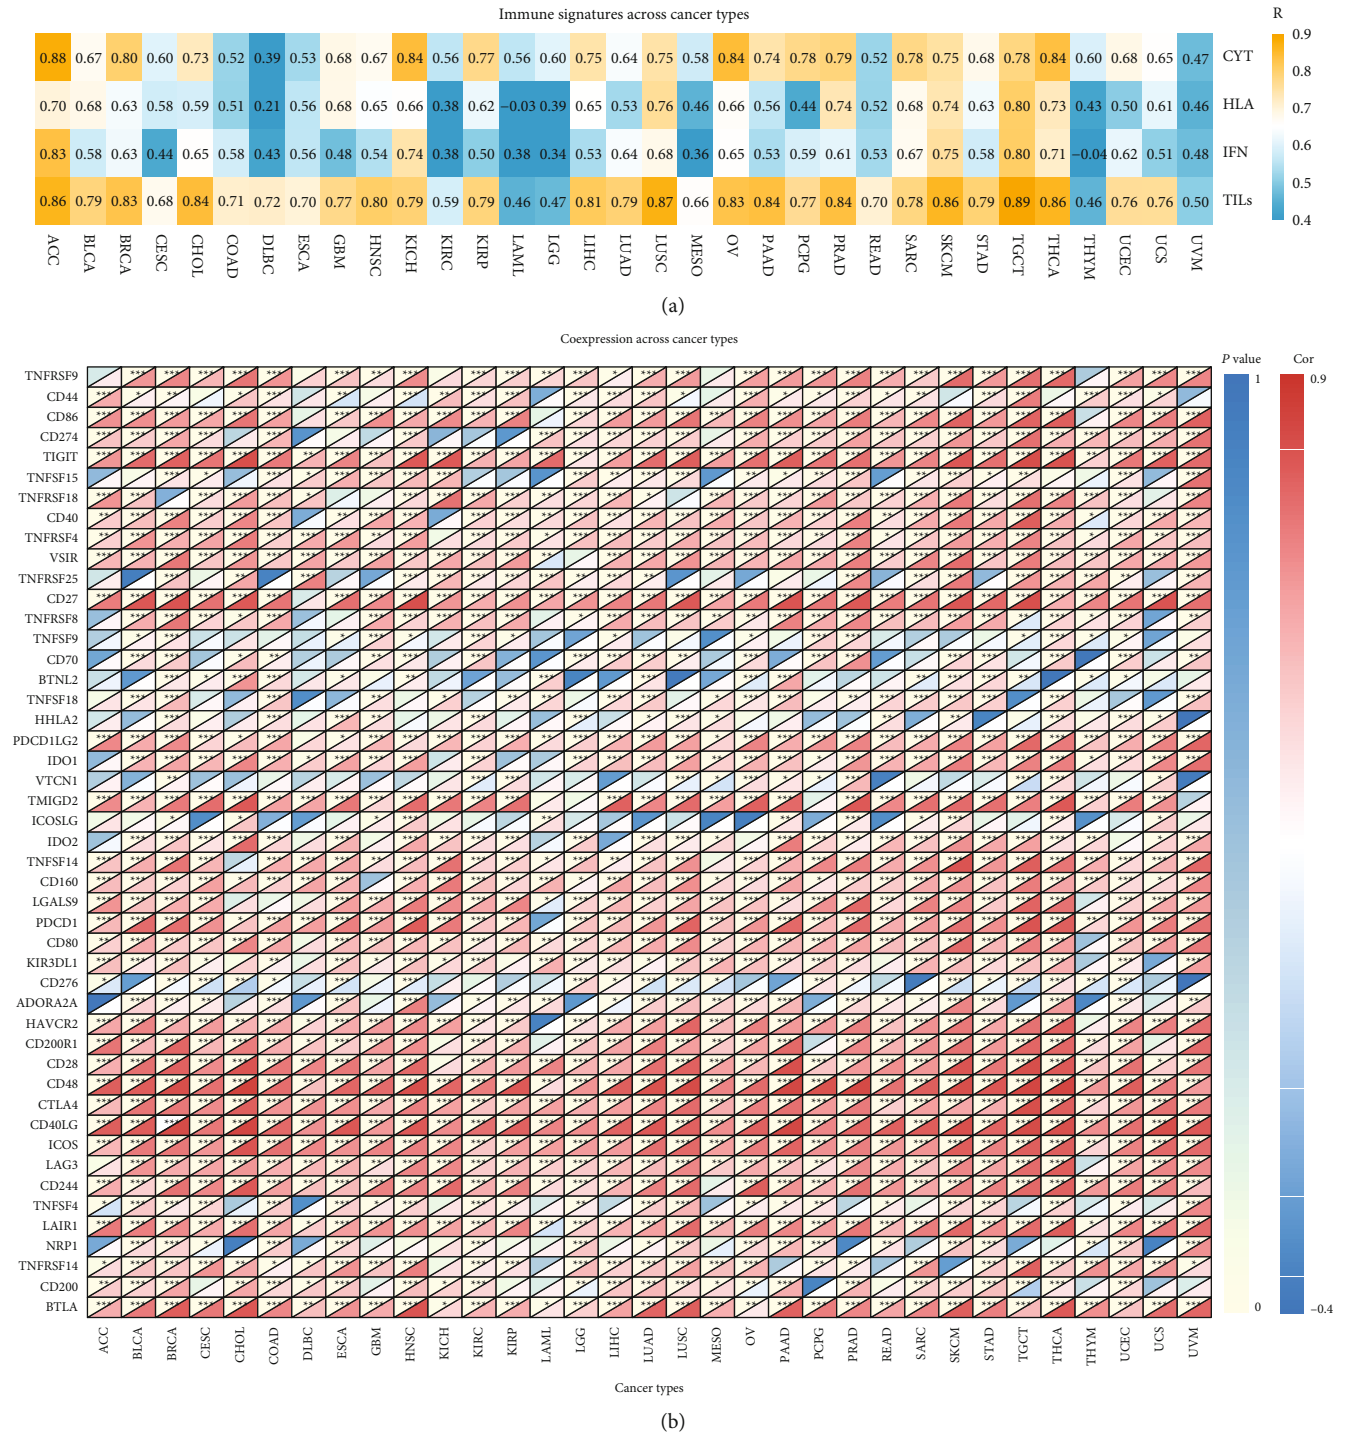 Immune signatures across cancer types
R
0.88 0.67 0.80 0.60 0.73 0.52 0.39 0.53 0.68 0.67 0.84 0.56 0.77 0.56 0.60 0.75 0.64 0.75 0.58 0.84 0.74 0.78 0.79 0.52 0.78 0.75 0.68 0.78 0.84 0.60 0.68 0.65 0.47 CYT
0.70 0.68 0.63 0.58 0.59 0.51 0.21 0.56 0.68 0.65 0.66 0.38 0.62 −0.03 0.39 0.65 0.53 0.76 0.46 0.66 0.56 0.44 0.74 0.52 0.68 0.74 0.63 0.80 0.73 0.43 0.50 0.61 0.46 HLA
0.83 0.58 0.63 0.44 0.65 0.58 0.43 0.56 0.48 0.54 0.74 0.38 0.50 0.38 0.34 0.53 0.64 0.68 0.36 0.65 0.53 0.59 0.61 0.53 0.67 0.75 0.58 0.80 0.71 −0.04 0.62 0.51 0.48 IFN
0.86 0.79 0.83 0.68 0.84 0.71 0.72 0.70 0.77 0.80 0.79 0.59 0.79 0.46 0.47 0.81 0.79 0.87 0.66 0.83 0.84 0.77 0.84 0.70 0.78 0.86 0.79 0.89 0.86 0.46 0.76 0.76 0.50 TILs
0.9
0.8
0.7
0.6
0.5
0.4
ACC BLCA BRCA CESC CHOL COAD DLBC ESCA GBM HNSC KICH KIRC KIRP LAML LGG LIHC LUAD LUSC MESO OV PAAD PCPG PRAD READ SARC SKCM STAD TGCT THCA THYM UCEC UCS UVM
(a)
Coexpression across cancer types
P value
Cor
1
0.9
0
−0.4
TNFRSF9
CD44
CD86
CD274
TIGIT
TNFSF15
TNFRSF18
CD40
TNFRSF4
VSIR
TNFRSF25
CD27
TNFRSF8
TNFSF9
CD70
BTNL2
TNFSF18
HHLA2
PDCD1LG2
IDO1
VTCN1
TMIGD2
ICOSLG
IDO2
TNFSF14
CD160
LGALS9
PDCD1
CD80
KIR3DL1
CD276
ADORA2A
HAVCR2
CD200R1
CD28
CD48
CTLA4
CD40LG
ICOS
LAG3
CD244
TNFSF4
LAIR1
NRP1
TNFRSF14
CD200
BTLA
ACC BLCA BRCA CESC CHOL COAD DLBC ESCA GBM HNSC KICH KIRC KIRP LAML LGG LIHC LUAD LUSC MESO OV PAAD PCPG PRAD READ SARC SKCM STAD TGCT THCA THYM UCEC UCS UVM
Cancer types
(b)